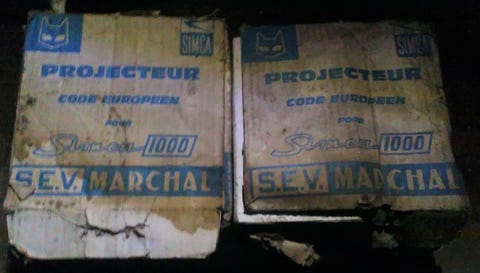 SIMCA
PROJECTEUR
CODE EUROPEEN
POUR
Simca 1000
S.E.V. MARCHAL
SIMCA
PROJECTEUR
CODE EUROPEEN
POUR
Simca 1000
S.E.V. MARCHAL